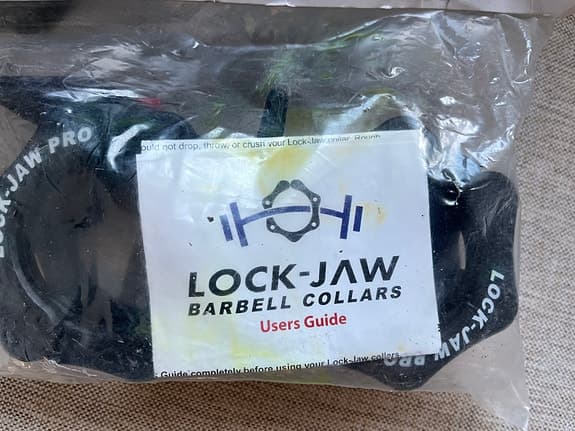 LOCK-JAW PRO
ould not drop, throw, or crush your Lock-Jaw collar. Rough
LOCK-JAW
BARBELL COLLARS
Users Guide
Guide completely before using your Lock-Jaw collars
LOCK-JAW PRO